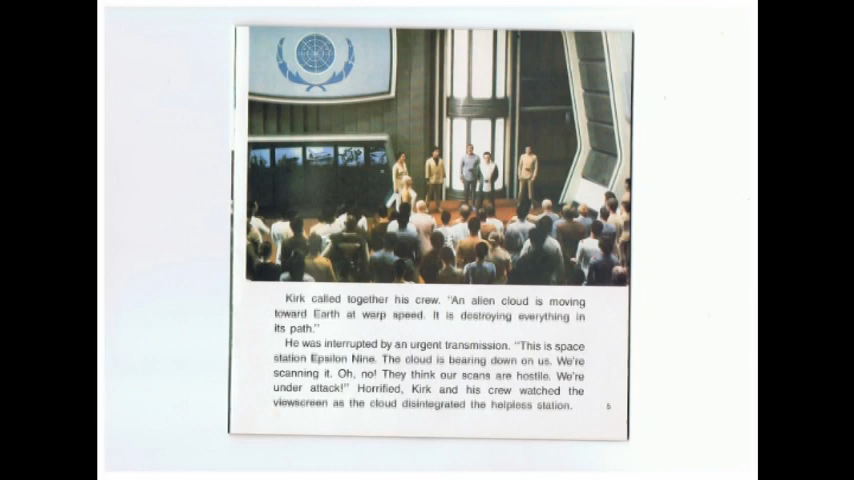 Kirk called together his crew. "An alien cloud is moving
toward Earth at warp speed. It is destroying everything in
its path."
He was interrupted by an urgent transmission. "This is space
station Epsilon Nine. The cloud is bearing down on us. We're
scanning it. Oh, no! They think our scans are hostile. We're
under attack!" Horrified, Kirk and his crew watched the
viewscreen as the cloud disintegrated the helpless station.
5